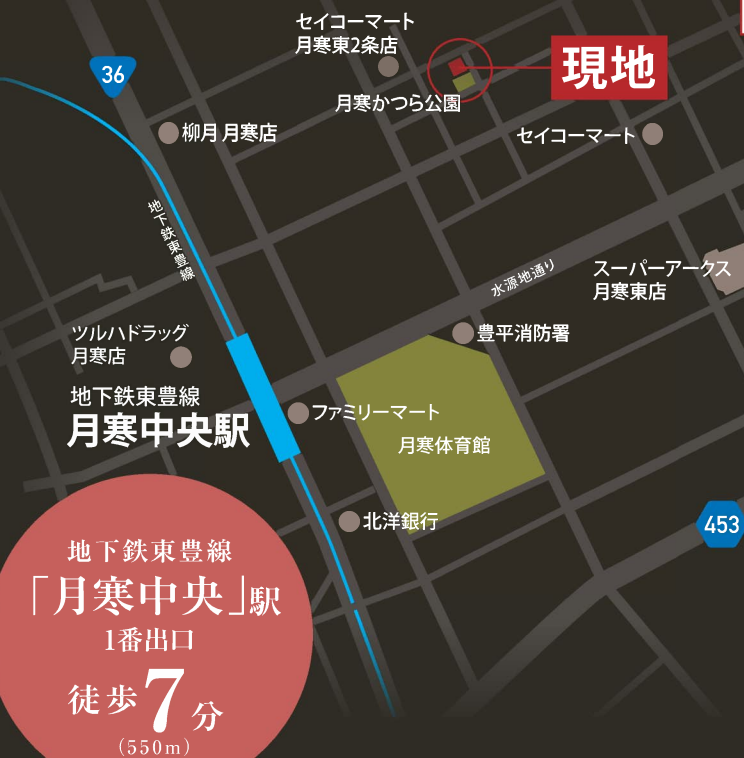 セイコーマート
月寒東2条店
36
現地
月寒かつら公園
柳月 月寒店
セイコーマート
地下鉄東豊線
水源地通り
スーパーアークス
月寒東店
ツルハドラッグ
月寒店
豊平消防署
地下鉄東豊線
月寒中央駅
ファミリーマート
月寒体育館
北洋銀行
453
地下鉄東豊線
「月寒中央」駅
1番出口
徒歩7分
(550m)